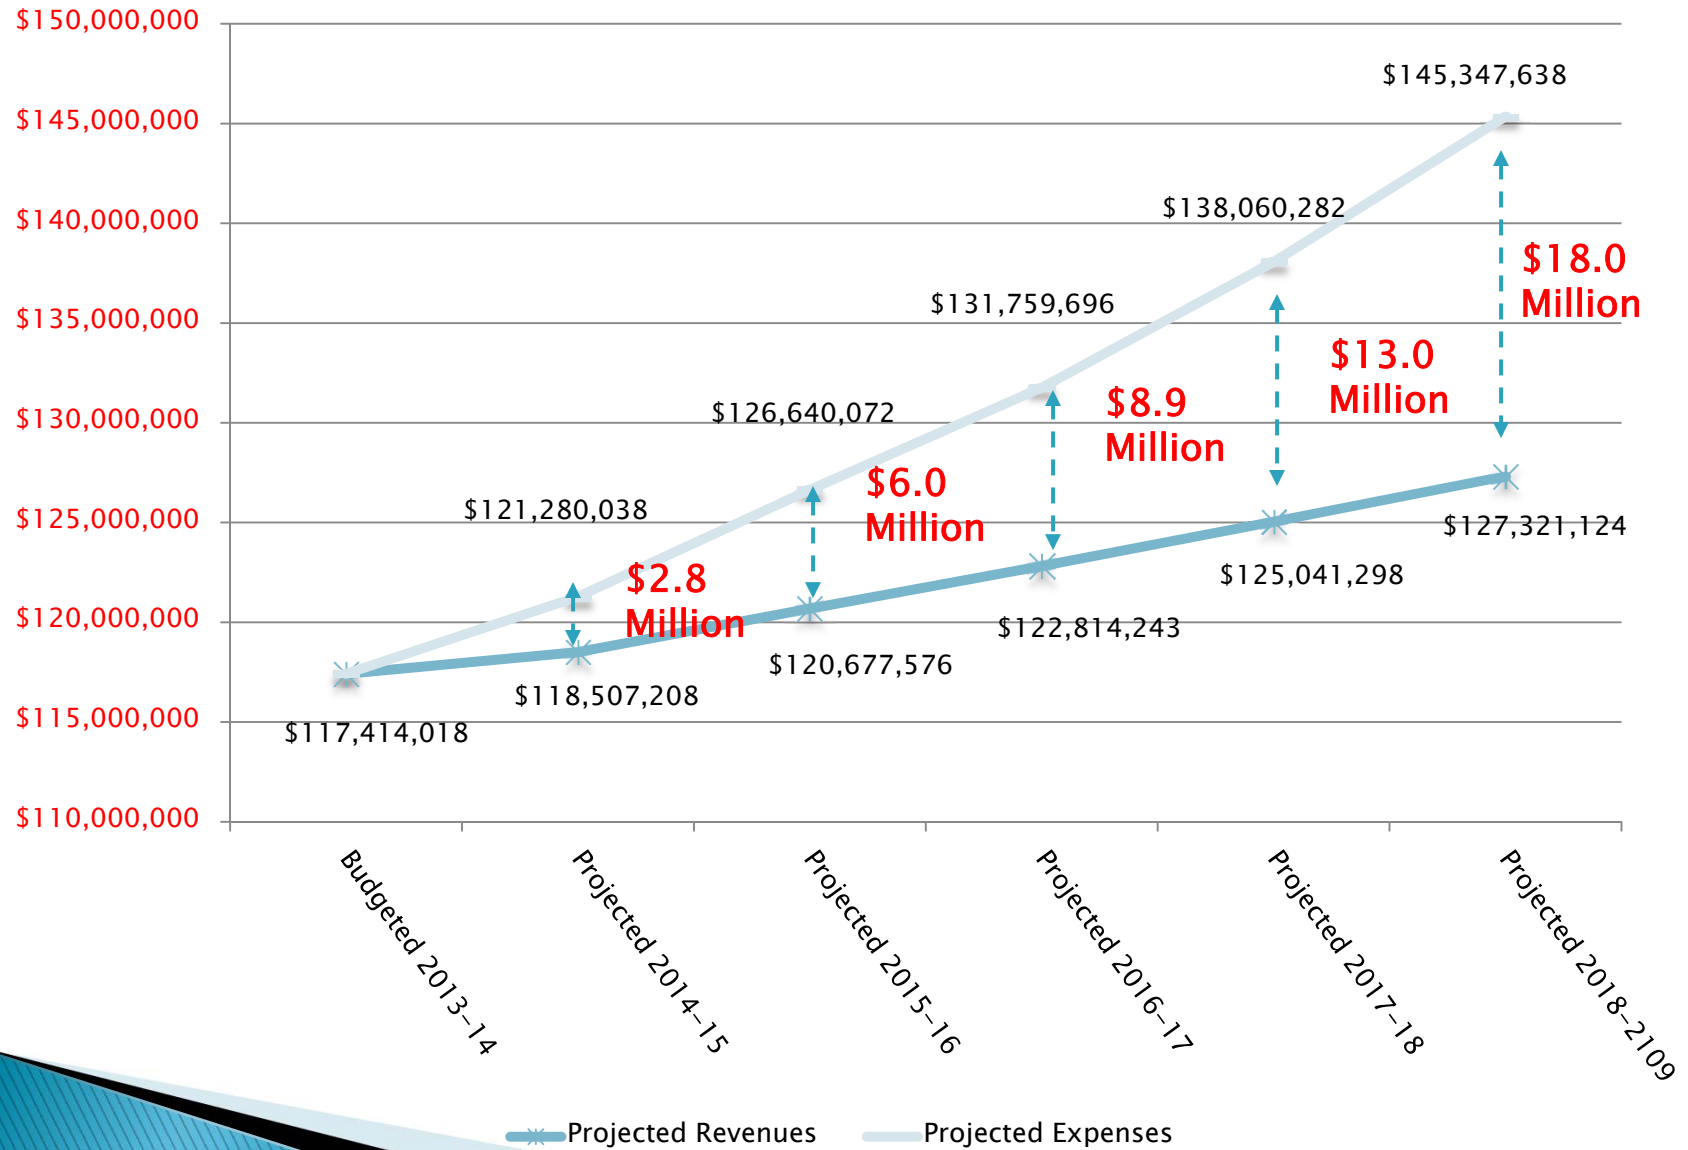 $150,000,000
$145,000,000
$140,000,000
$135,000,000
$130,000,000
$125,000,000
$120,000,000
$115,000,000
$110,000,000
$145,347,638
$138,060,282
$131,759,696
$126,640,072
$121,280,038
$18.0
Million
$13.0
Million
$8.9
Million
$6.0
Million
$2.8
Million
$117,414,018
$118,507,208
$120,677,576
$122,814,243
$125,041,298
$127,321,124
Budgeted 2013-14
Projected 2014-15
Projected 2015-16
Projected 2016-17
Projected 2017-18
Projected 2018-2109
Projected Revenues
Projected Expenses